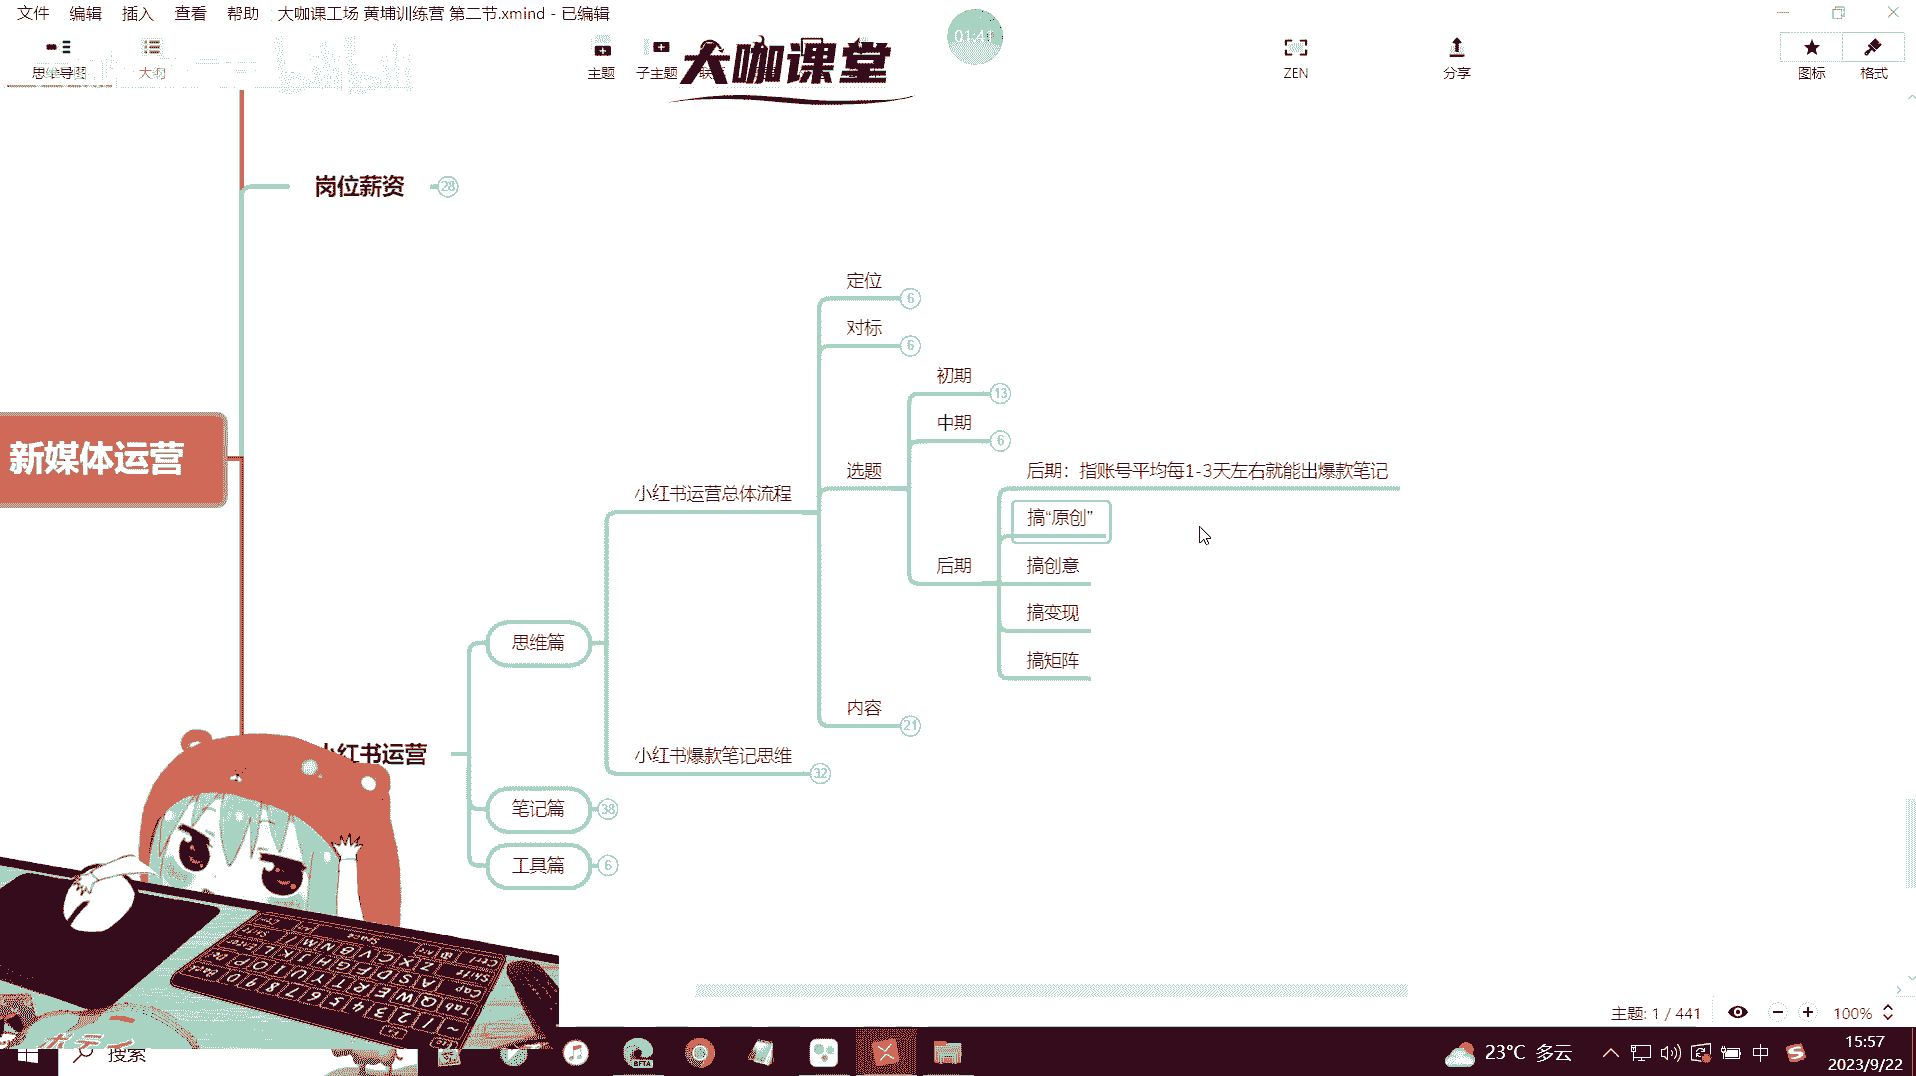 文件 编辑 插入 查看 帮助 大咖课工场 黄埔训练营 第二节.xmind - 已编辑
思维导图 大纲 主题 子主题 联系 ZEN 分享 图标 格式
大咖课堂
01:41
岗位薪资 28
定位 6
对标 6
初期 13
中期 6
新媒体运营
选题
后期：指账号平均每1-3天左右就能出爆款笔记
小红书运营总体流程
搞“原创”
后期
搞创意
搞变现
思维篇
搞矩阵
内容 21
小红书运营
小红书爆款笔记思维 32
笔记篇 38
工具篇 6
主题: 1 / 441 100%
搜索
BETA
23°C 多云
中
15:57
2023/9/22